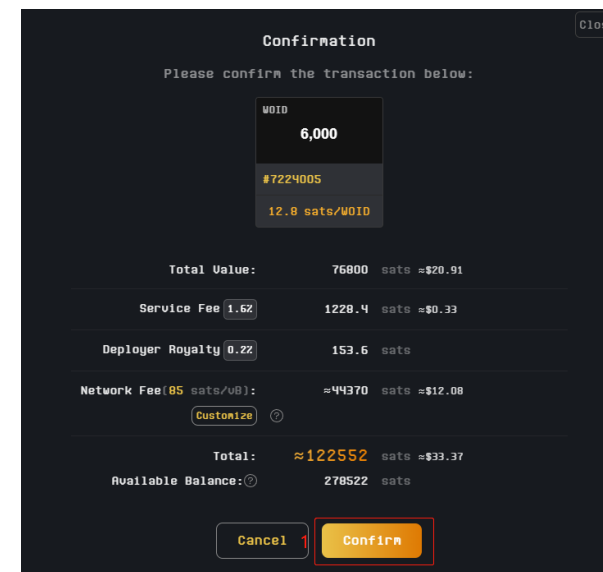 Clos
Confirmation
Please confirm the transaction below:
WOID
6,000
#7224005
12.8 sats/WOID
Total Value: 76800 sats ≈$20.91
Service Fee 1.6% 1228.4 sats ≈$0.33
Deployer Royalty 0.2% 153.6 sats
Network Fee(85 sats/vB): ≈44370 sats ≈$12.08
Customize ?
Total: ≈122552 sats ≈$33.37
Available Balance:? 278522 sats
Cancel 1 Confirm